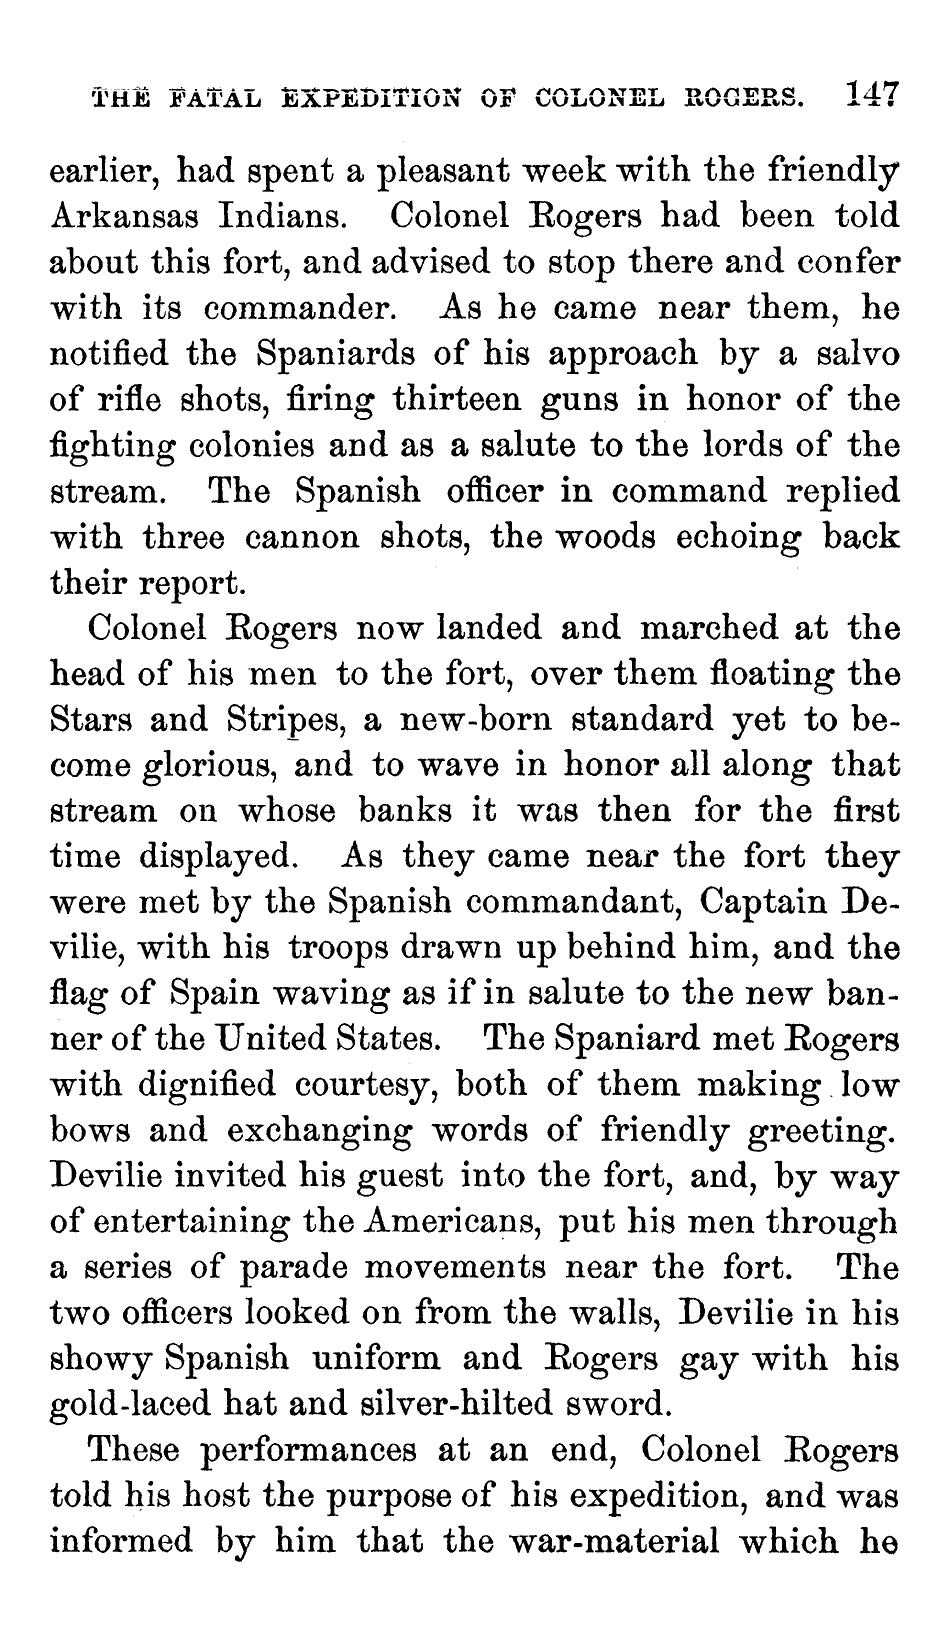 THE FATAL EXPEDITION OF COLONEL ROGERS. 147
earlier, had spent a pleasant week with the friendly
Arkansas Indians. Colonel Rogers had been told
about this fort, and advised to stop there and confer
with its commander. As he came near them, he
notified the Spaniards of his approach by a salvo
of rifle shots, firing thirteen guns in honor of the
fighting colonies and as a salute to the lords of the
stream. The Spanish officer in command replied
with three cannon shots, the woods echoing back
their report.
Colonel Rogers now landed and marched at the
head of his men to the fort, over them floating the
Stars and Stripes, a new-born standard yet to be-
come glorious, and to wave in honor all along that
stream on whose banks it was then for the first
time displayed. As they came near the fort they
were met by the Spanish commandant, Captain De-
vilie, with his troops drawn up behind him, and the
flag of Spain waving as if in salute to the new ban-
ner of the United States. The Spaniard met Rogers
with dignified courtesy, both of them making low
bows and exchanging words of friendly greeting.
Devilie invited his guest into the fort, and, by way
of entertaining the Americans, put his men through
a series of parade movements near the fort. The
two officers looked on from the walls, Devilie in his
showy Spanish uniform and Rogers gay with his
gold-laced hat and silver-hilted sword.
These performances at an end, Colonel Rogers
told his host the purpose of his expedition, and was
informed by him that the war-material which he